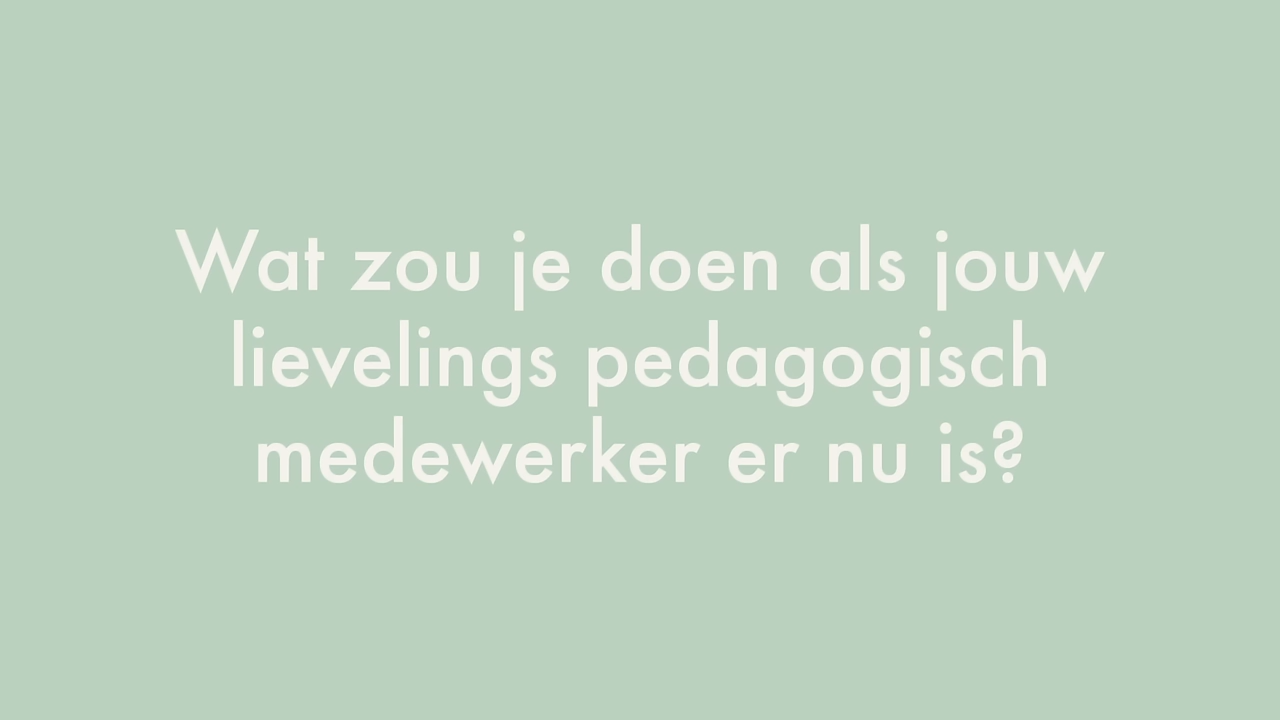 Wat zou je doen als jouw
lievelings pedagogisch
medewerker er nu is?